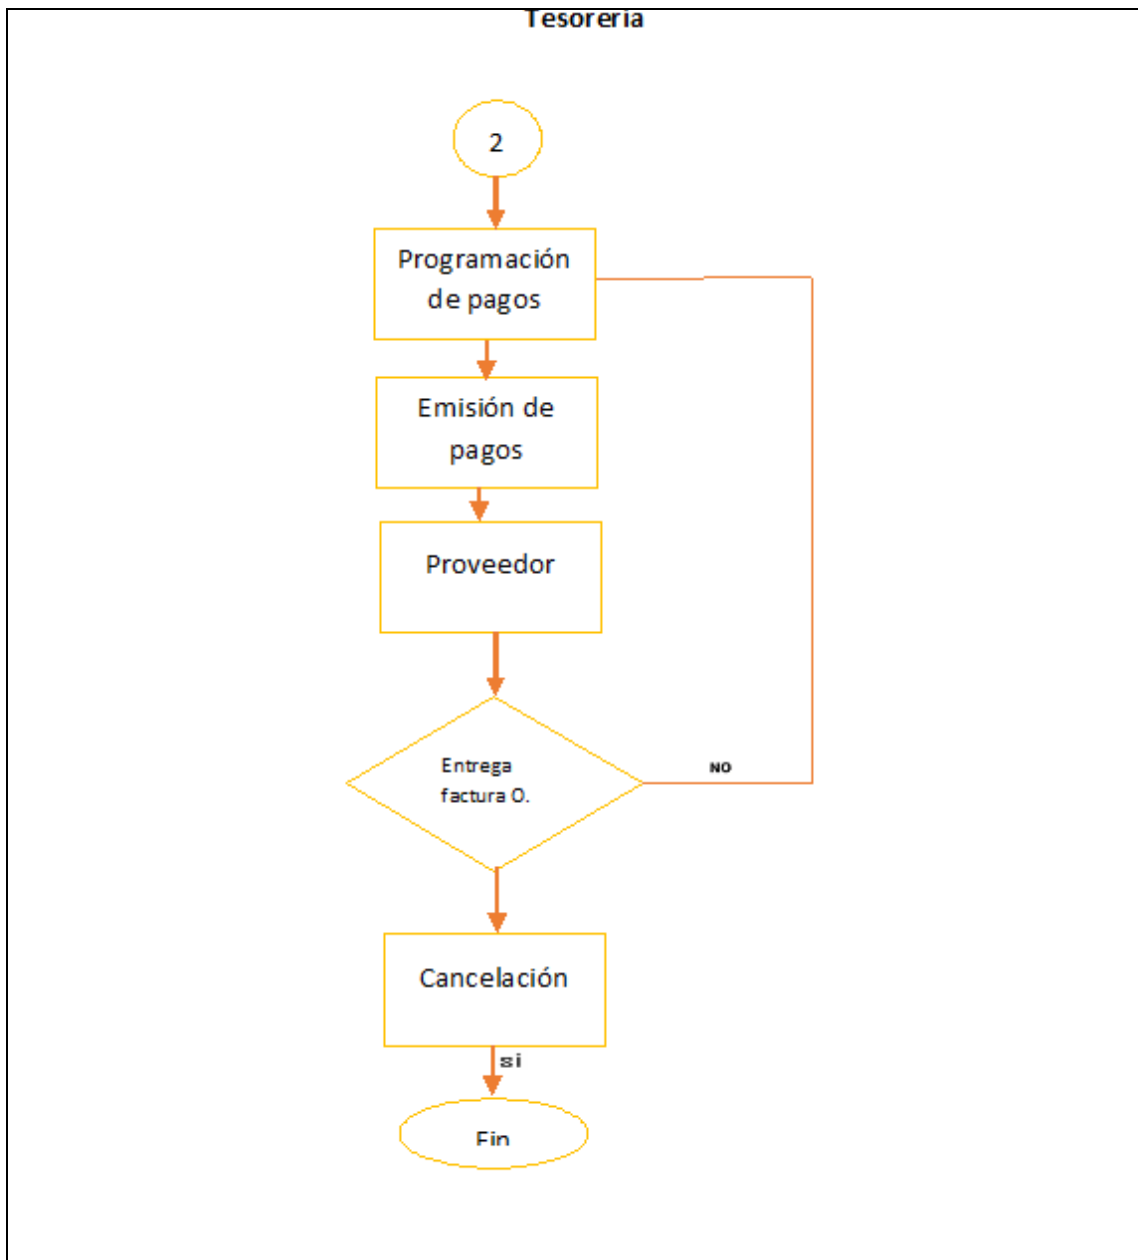 Tesorería
2
Programación
de pagos
Emisión de
pagos
Proveedor
Entrega
factura O.
NO
Cancelación
si
Fin